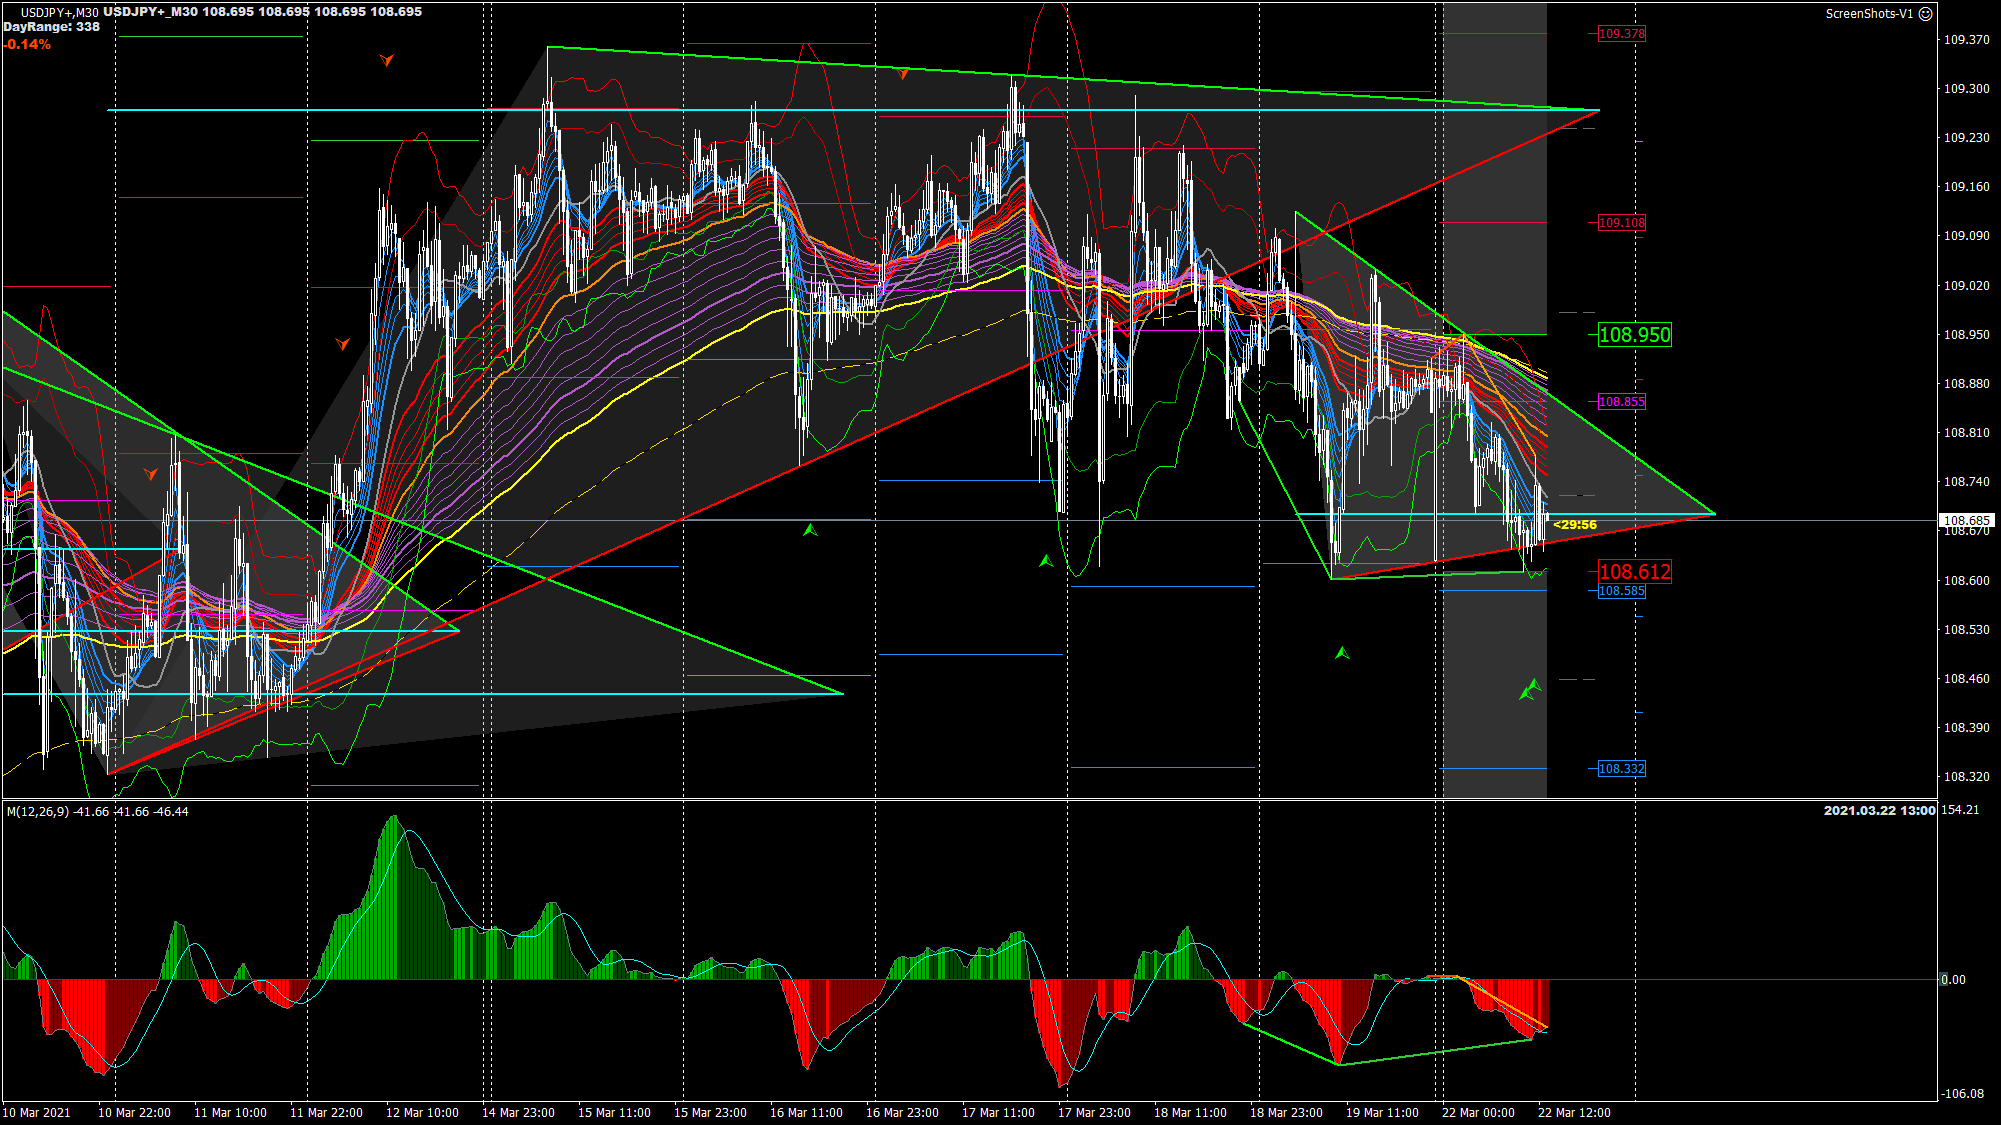 USDJPY+,M30 USDJPY+_M30 108.695 108.695 108.695 108.695
ScreenShots-V1
DayRange: 338
-0.14%
109.378
109.370
109.300
109.230
109.160
109.108
109.090
109.020
108.950
108.950
108.880
108.855
108.810
108.740
<29:56
108.685
108.670
108.612
108.600
108.585
108.530
108.460
108.390
108.332
108.320
M(12,26,9) -41.66 -41.66 -46.44
2021.03.22 13:00
154.21
0.00
-106.08
10 Mar 2021
10 Mar 22:00
11 Mar 10:00
11 Mar 22:00
12 Mar 10:00
14 Mar 23:00
15 Mar 11:00
15 Mar 23:00
16 Mar 11:00
16 Mar 23:00
17 Mar 11:00
17 Mar 23:00
18 Mar 11:00
18 Mar 23:00
19 Mar 11:00
22 Mar 00:00
22 Mar 12:00